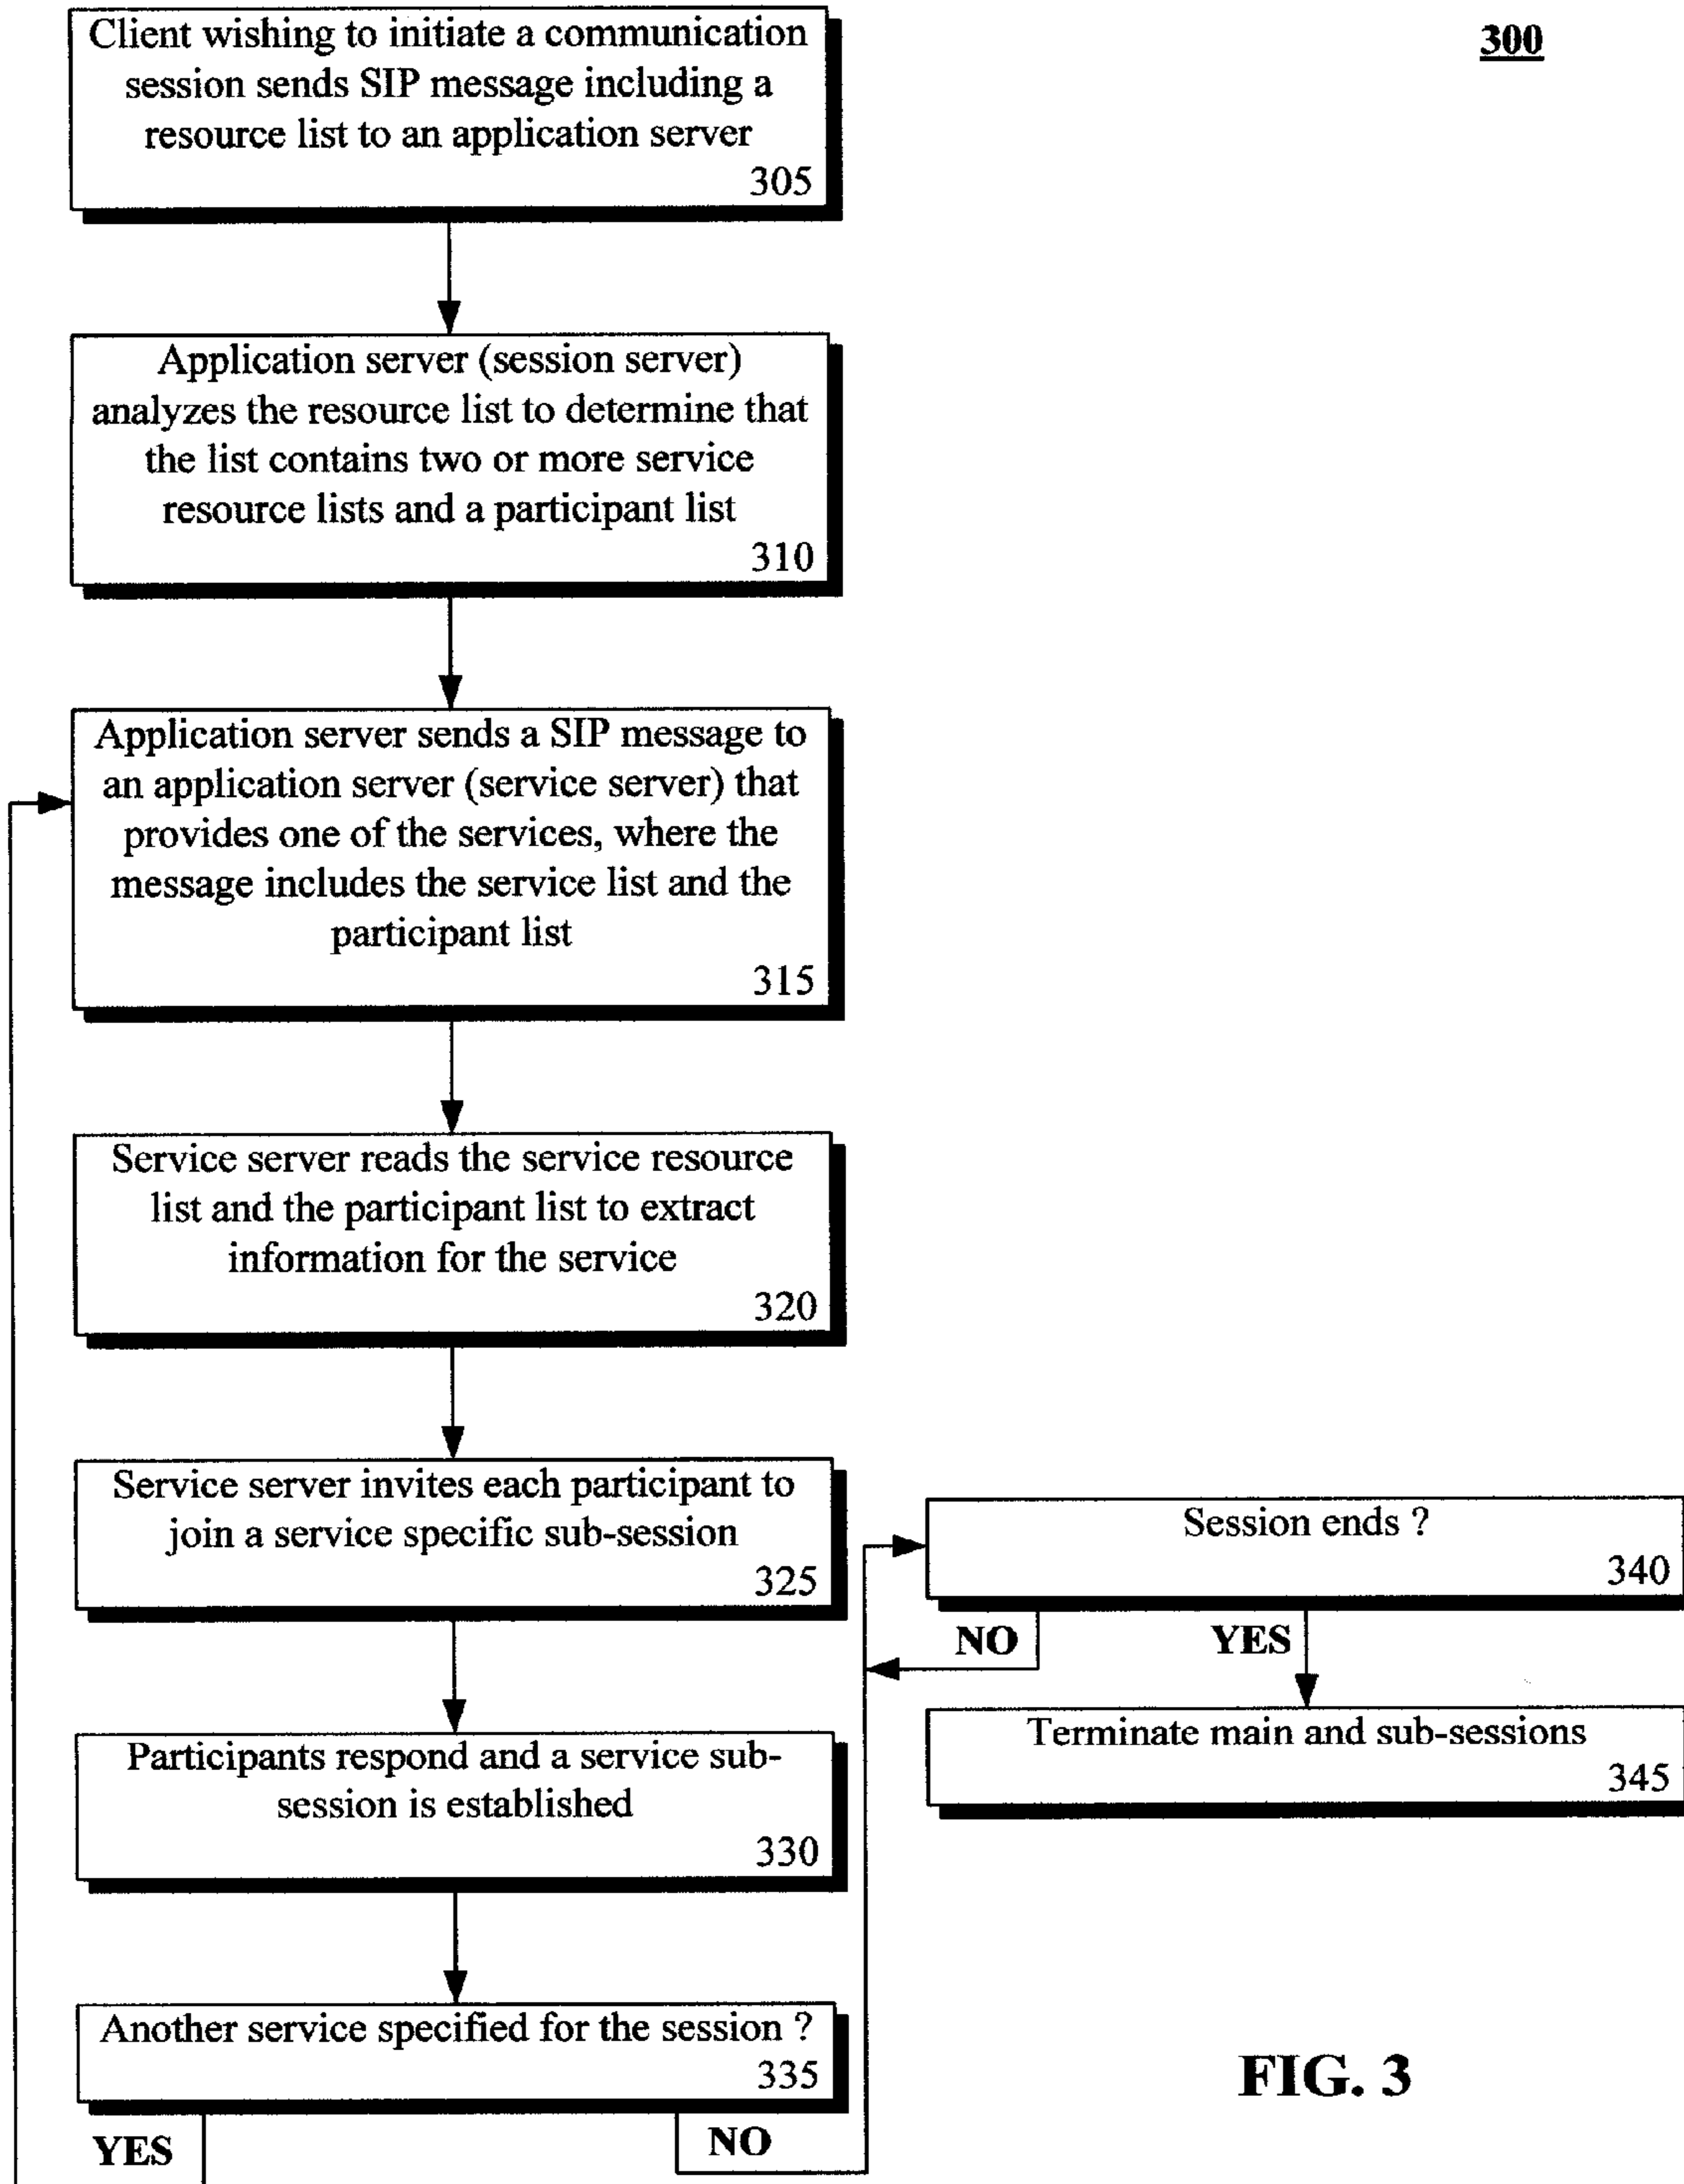 300
Client wishing to initiate a communication
session sends SIP message including a
resource list to an application server
305
Application server (session server)
analyzes the resource list to determine that
the list contains two or more service
resource lists and a participant list
310
Application server sends a SIP message to
an application server (service server) that
provides one of the services, where the
message includes the service list and the
participant list
315
Service server reads the service resource
list and the participant list to extract
information for the service
320
Service server invites each participant to
join a service specific sub-session
325
Participants respond and a service sub-
session is established
330
Another service specified for the session ?
335
YES
NO
Session ends ?
340
NO
YES
Terminate main and sub-sessions
345
FIG. 3